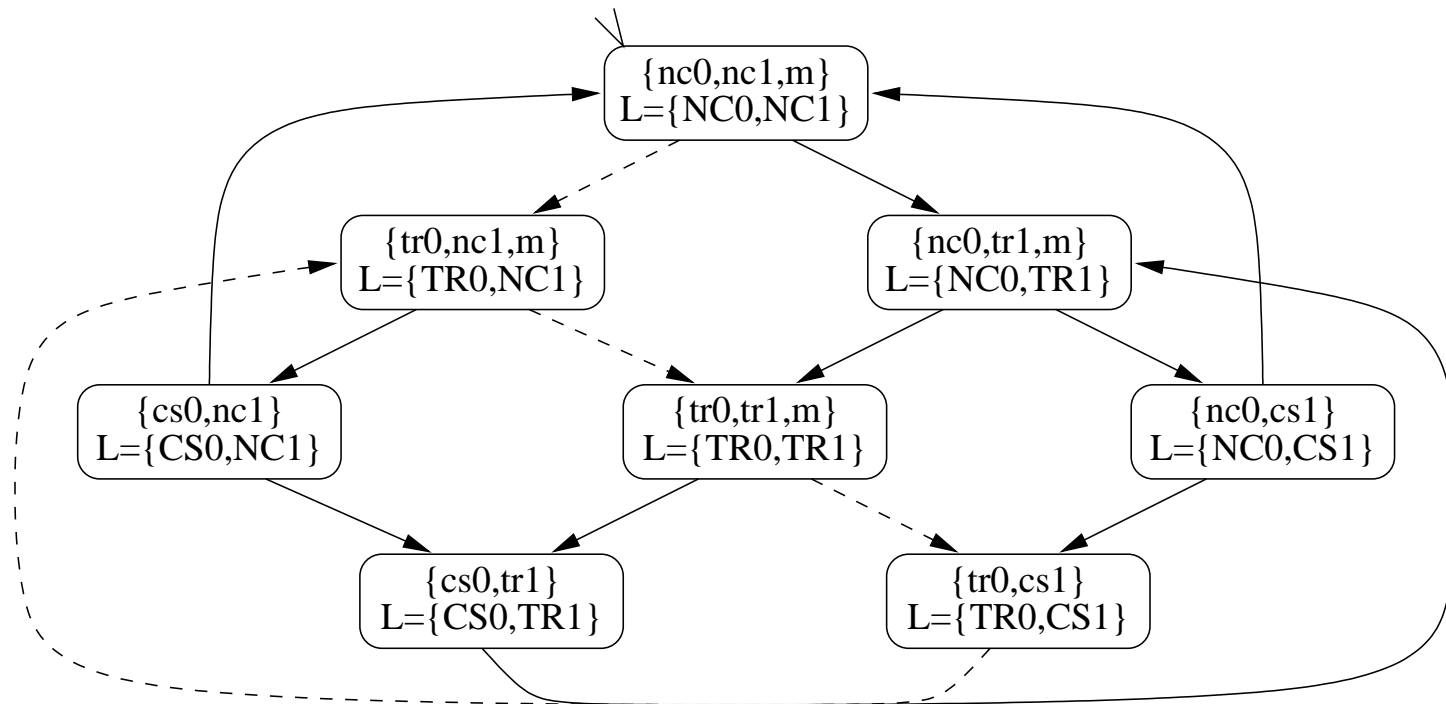 {nc0,nc1,m}
L={NC0,NC1}
{tr0,nc1,m}
L={TR0,NC1}
{nc0,tr1,m}
L={NC0,TR1}
{cs0,nc1}
L={CS0,NC1}
{tr0,tr1,m}
L={TR0,TR1}
{nc0,cs1}
L={NC0,CS1}
{cs0,tr1}
L={CS0,TR1}
{tr0,cs1}
L={TR0,CS1}